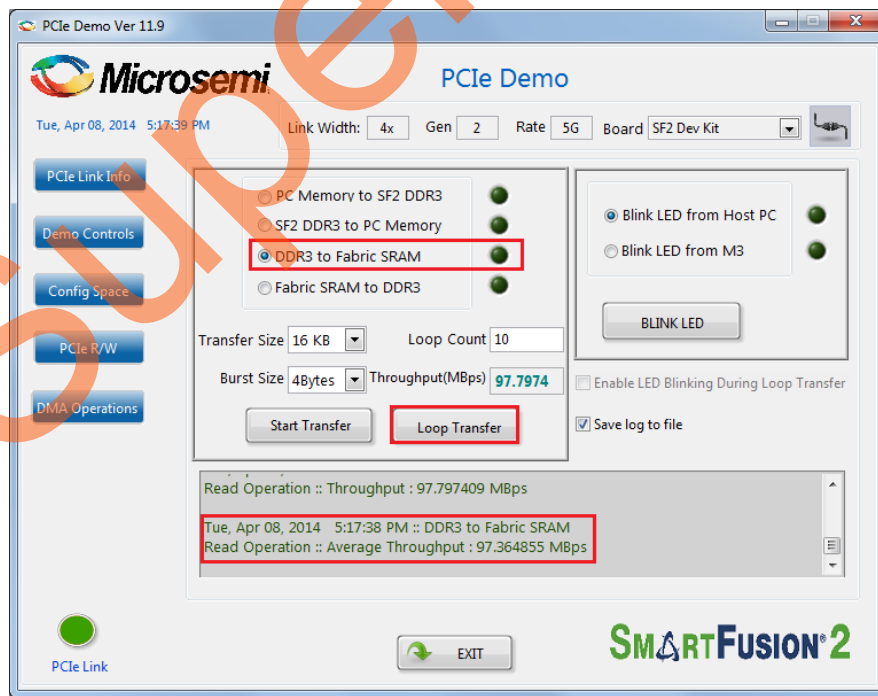 PCIe Demo Ver 11.9
Microsemi
PCIe Demo
Tue, Apr 08, 2014 5:17:39 PM
Link Width: 4x Gen 2 Rate 5G Board SF2 Dev Kit
PCIe Link Info
Demo Controls
Config Space
PCIe R/W
DMA Operations
PC Memory to SF2 DDR3
SF2 DDR3 to PC Memory
DDR3 to Fabric SRAM
Fabric SRAM to DDR3
Transfer Size 16 KB Loop Count 10
Burst Size 4Bytes Throughput(MBps) 97.7974
Start Transfer Loop Transfer
Blink LED from Host PC
Blink LED from M3
BLINK LED
Enable LED Blinking During Loop Transfer
Save log to file
Read Operation :: Throughput : 97.797409 MBps
Tue, Apr 08, 2014 5:17:38 PM :: DDR3 to Fabric SRAM
Read Operation :: Average Throughput : 97.364855 MBps
PCIe Link
EXIT
SMARTFUSION®2
Supe